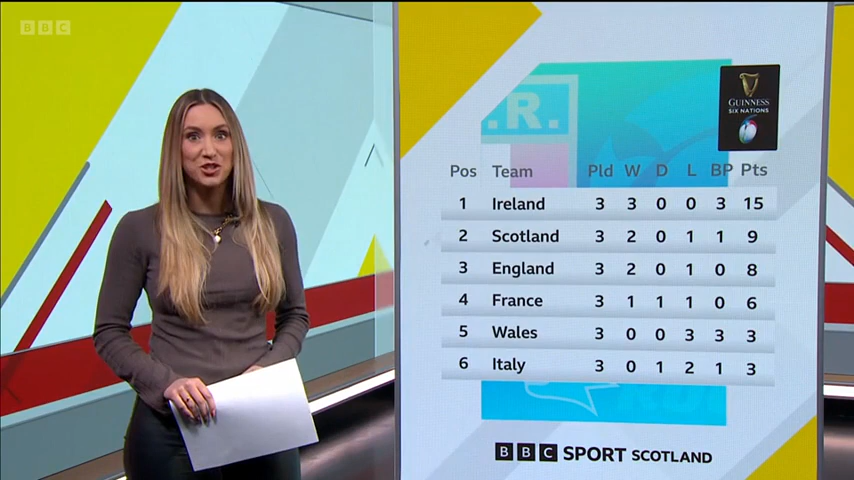 BBC
.R.
GUINNESS
SIX NATIONS
Pos Team Pld W D L BP Pts
1 Ireland 3 3 0 0 3 15
2 Scotland 3 2 0 1 1 9
3 England 3 2 0 1 0 8
4 France 3 1 1 1 0 6
5 Wales 3 0 0 3 3 3
6 Italy 3 0 1 2 1 3
BBC SPORT SCOTLAND